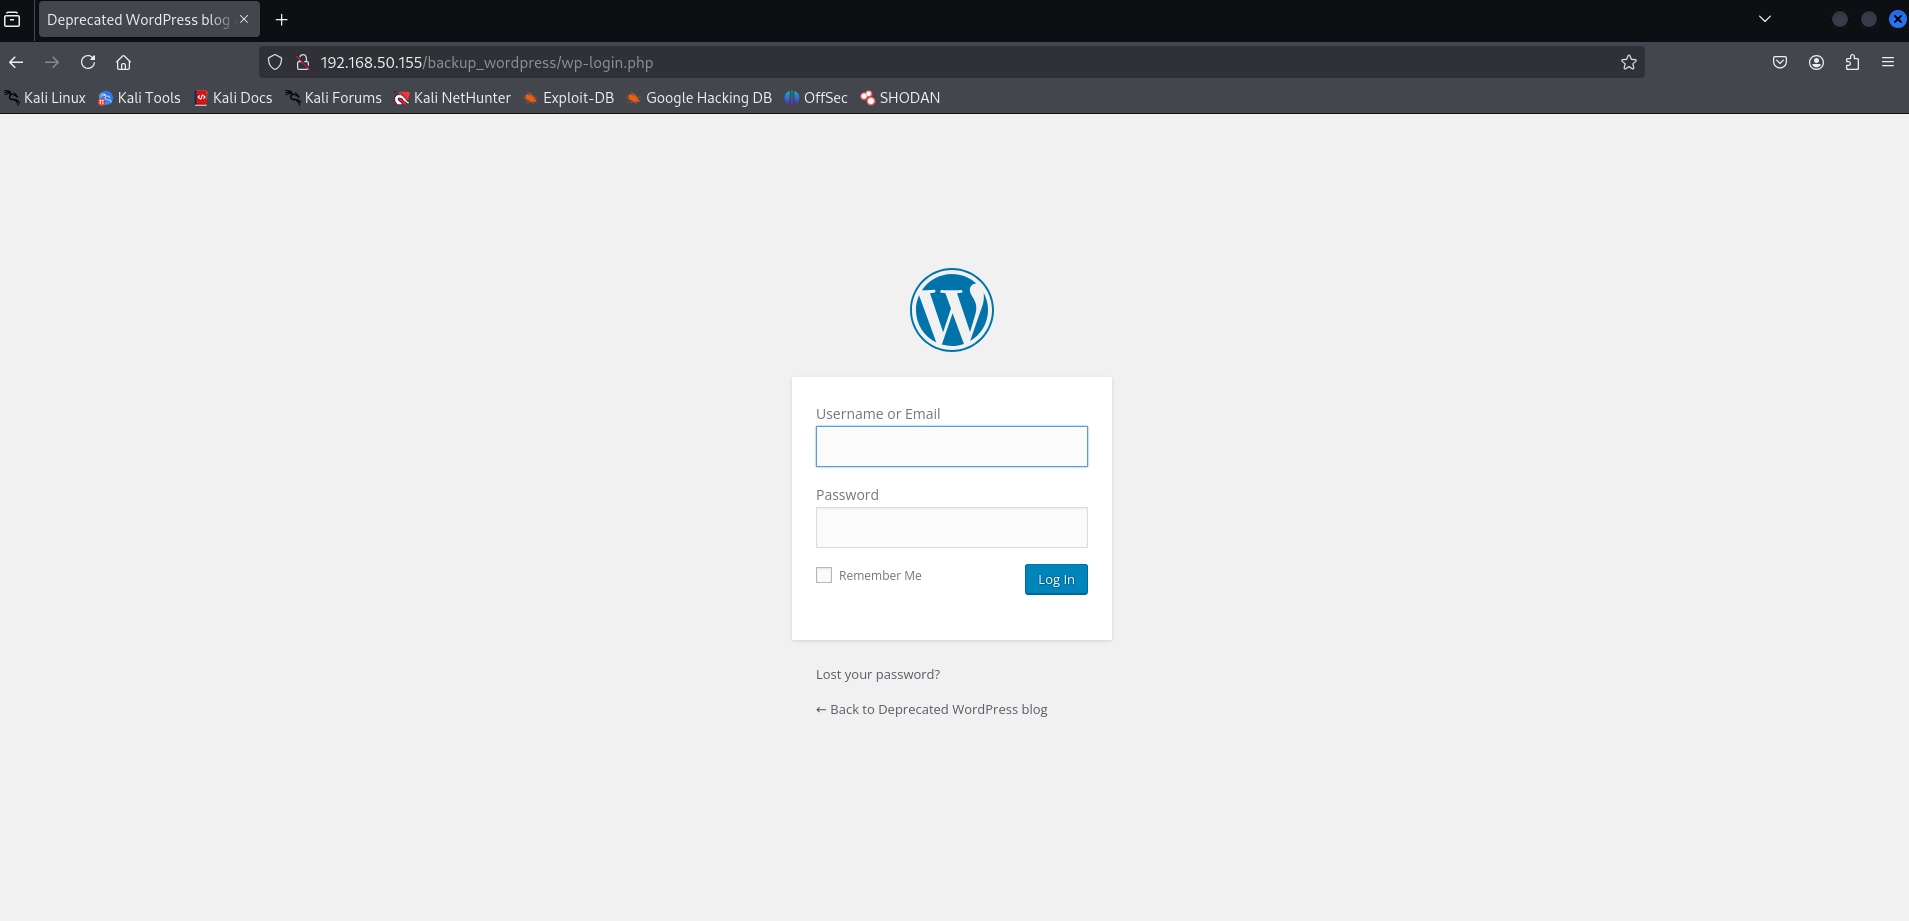 Deprecated WordPress blog
192.168.50.155/backup_wordpress/wp-login.php
Kali Linux Kali Tools Kali Docs Kali Forums Kali NetHunter Exploit-DB Google Hacking DB OffSec SHODAN
Username or Email
Password
Remember Me Log In
Lost your password?
← Back to Deprecated WordPress blog